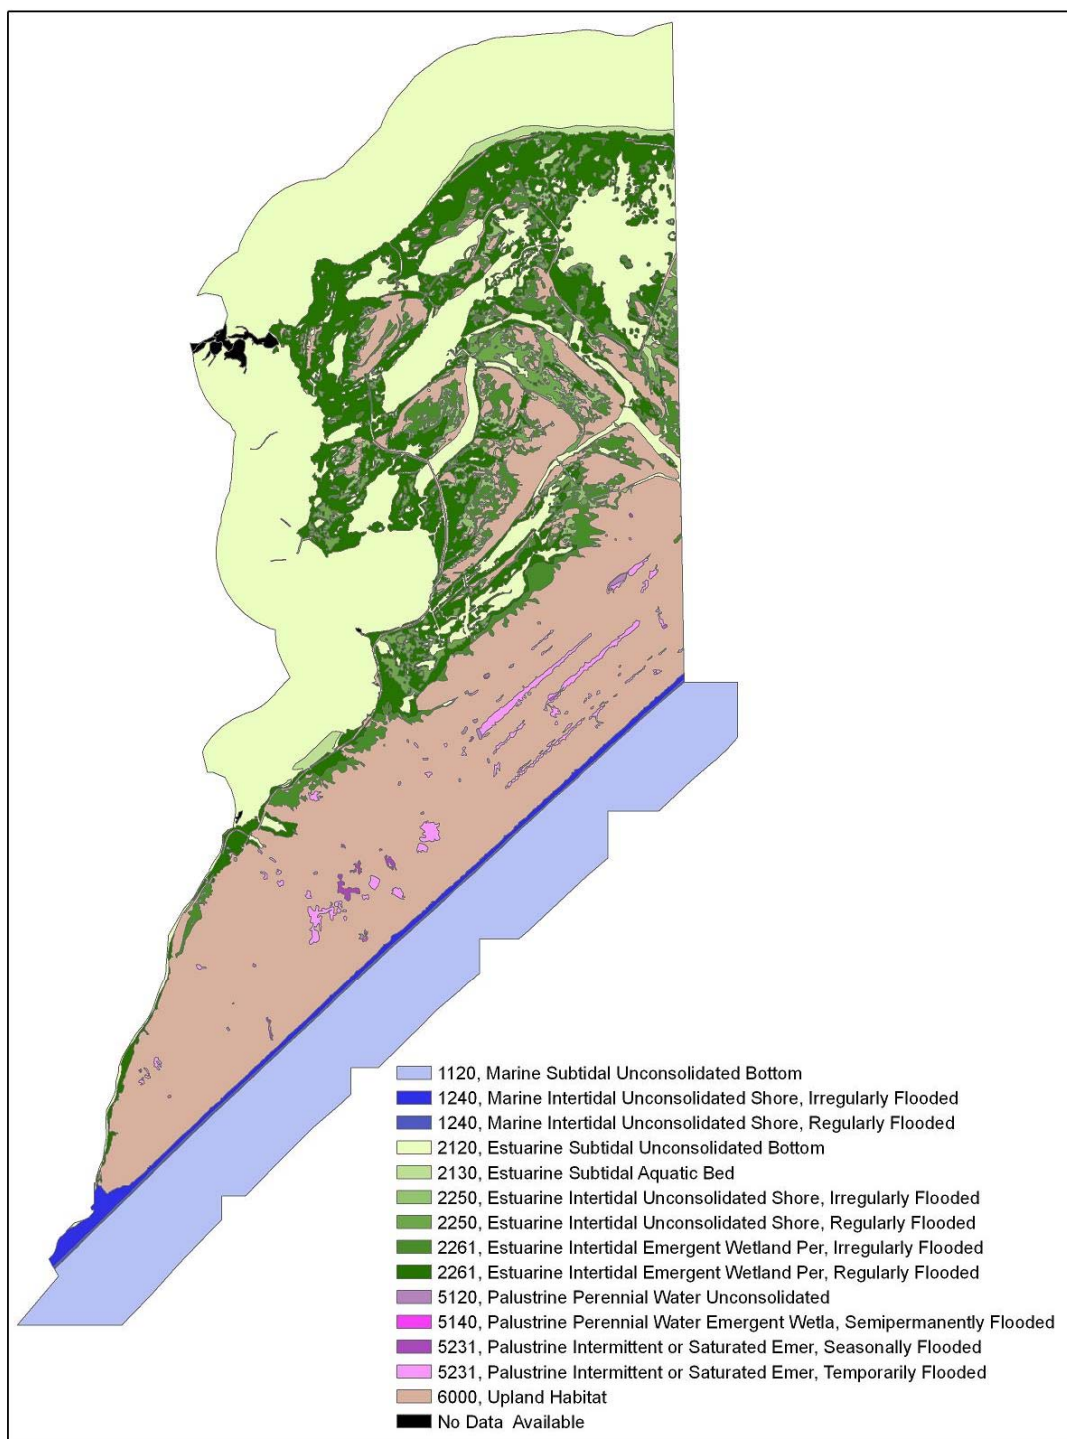 1120, Marine Subtidal Unconsolidated Bottom
1240, Marine Intertidal Unconsolidated Shore, Irregularly Flooded
1240, Marine Intertidal Unconsolidated Shore, Regularly Flooded
2120, Estuarine Subtidal Unconsolidated Bottom
2130, Estuarine Subtidal Aquatic Bed
2250, Estuarine Intertidal Unconsolidated Shore, Irregularly Flooded
2250, Estuarine Intertidal Unconsolidated Shore, Regularly Flooded
2261, Estuarine Intertidal Emergent Wetland Per, Irregularly Flooded
2261, Estuarine Intertidal Emergent Wetland Per, Regularly Flooded
5120, Palustrine Perennial Water Unconsolidated
5140, Palustrine Perennial Water Emergent Wetla, Semipermanently Flooded
5231, Palustrine Intermittent or Saturated Emer, Seasonally Flooded
5231, Palustrine Intermittent or Saturated Emer, Temporarily Flooded
6000, Upland Habitat
No Data Available